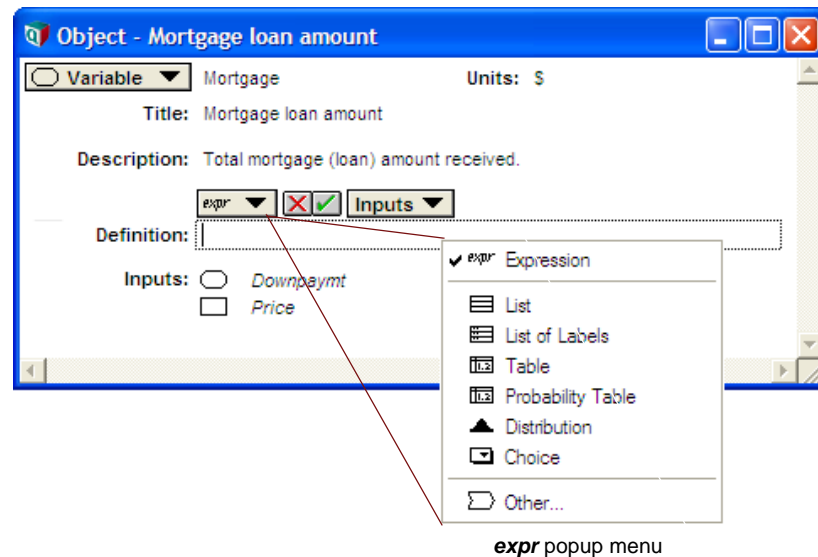 Object - Mortgage loan amount
Variable Mortgage Units: $
Title: Mortgage loan amount
Description: Total mortgage (loan) amount received.
expr Inputs
Definition:
Inputs: Downpaymt
Price
expr Expression
List
List of Labels
Table
Probability Table
Distribution
Choice
Other...
expr popup menu